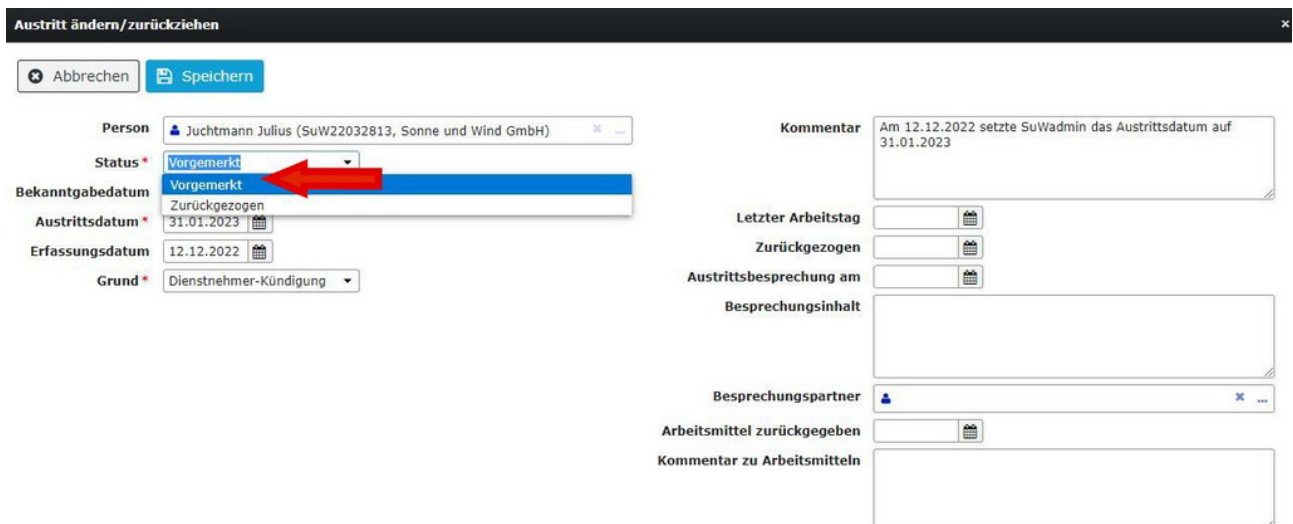 Austritt ändern/zurückziehen
Abbrechen
Speichern
Person
Juchtmann Julius (SuW22032813, Sonne und Wind GmbH)
Status *
Vorgemerkt
Vorgemerkt
Zurückgezogen
Bekanntgabedatum
Austrittsdatum *
31.01.2023
Erfassungsdatum
12.12.2022
Grund *
Dienstnehmer-Kündigung
Kommentar
Am 12.12.2022 setzte SuWadmin das Austrittsdatum auf
31.01.2023
Letzter Arbeitstag
Zurückgezogen
Austrittsbesprechung am
Besprechungsinhalt
Besprechungspartner
Arbeitsmittel zurückgegeben
Kommentar zu Arbeitsmitteln